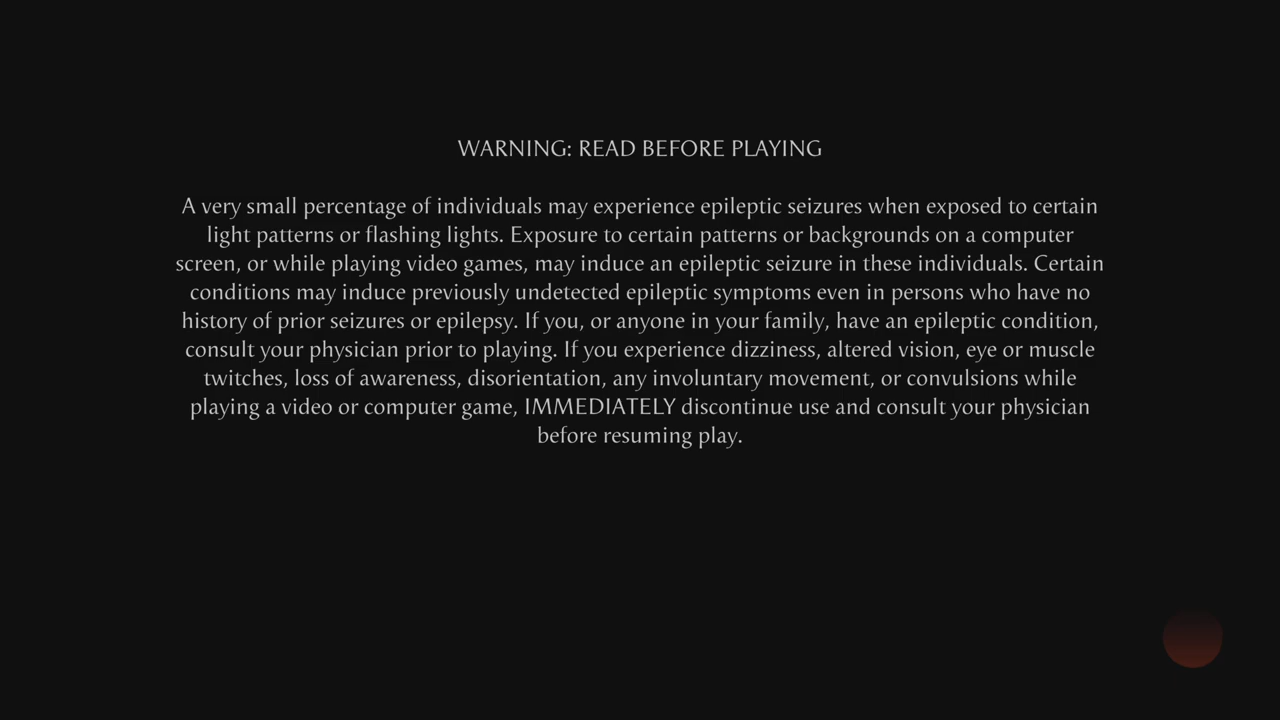 WARNING: READ BEFORE PLAYING
A very small percentage of individuals may experience epileptic seizures when exposed to certain
light patterns or flashing lights. Exposure to certain patterns or backgrounds on a computer
screen, or while playing video games, may induce an epileptic seizure in these individuals. Certain
conditions may induce previously undetected epileptic symptoms even in persons who have no
history of prior seizures or epilepsy. If you, or anyone in your family, have an epileptic condition,
consult your physician prior to playing. If you experience dizziness, altered vision, eye or muscle
twitches, loss of awareness, disorientation, any involuntary movement, or convulsions while
playing a video or computer game, IMMEDIATELY discontinue use and consult your physician
before resuming play.